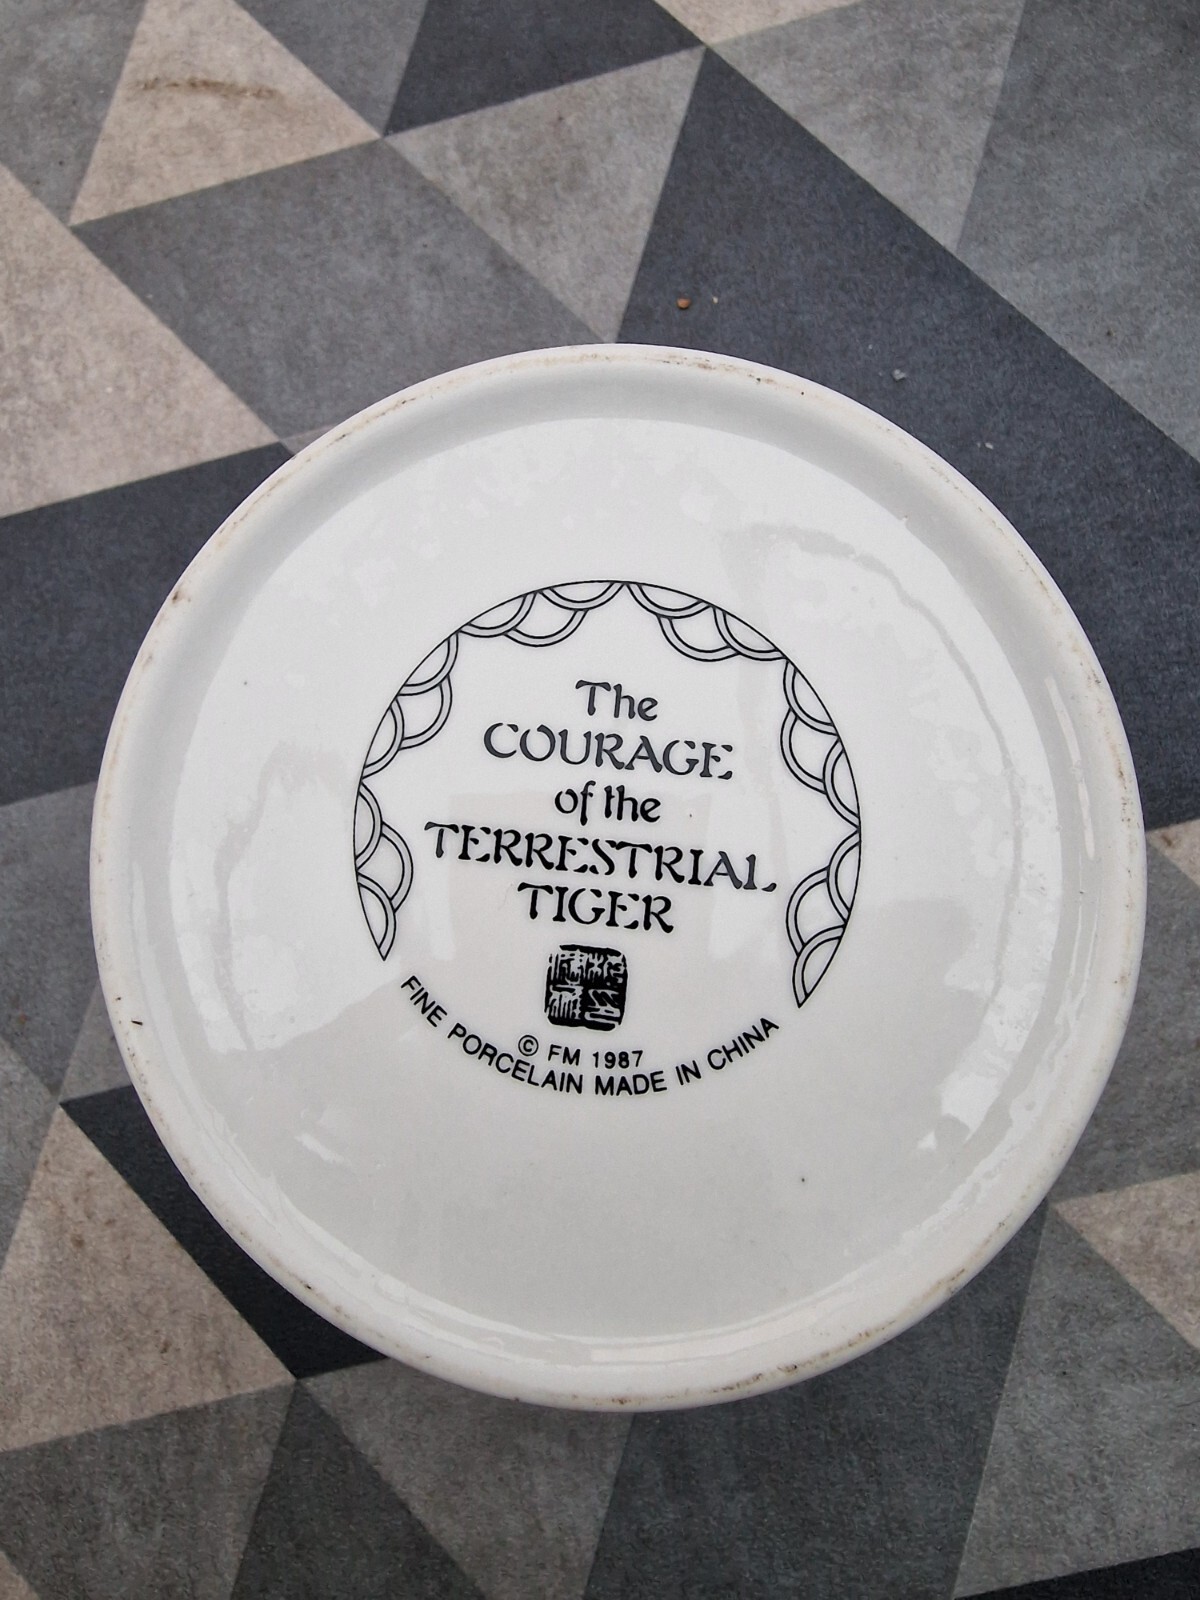 The
COURAGE
of the
TERRESTRIAL
TIGER
© FM 1987
FINE PORCELAIN MADE IN CHINA